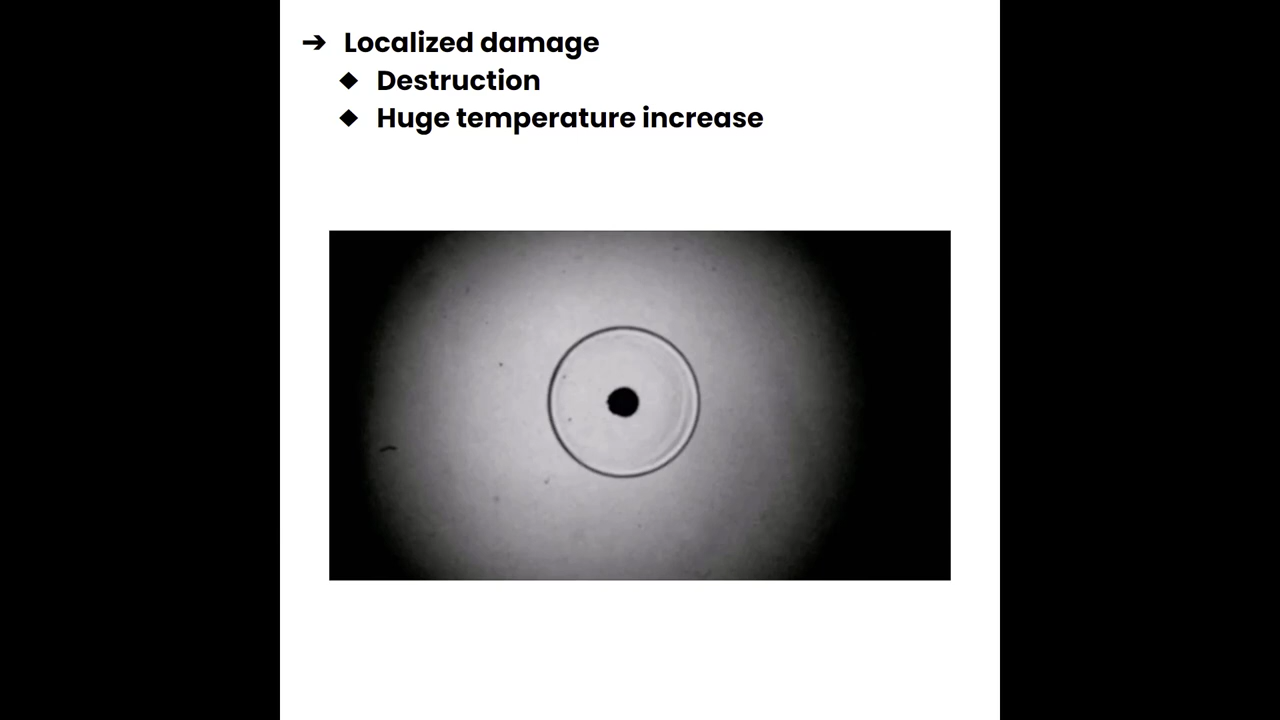 ➔ Localized damage
◆ Destruction
◆ Huge temperature increase